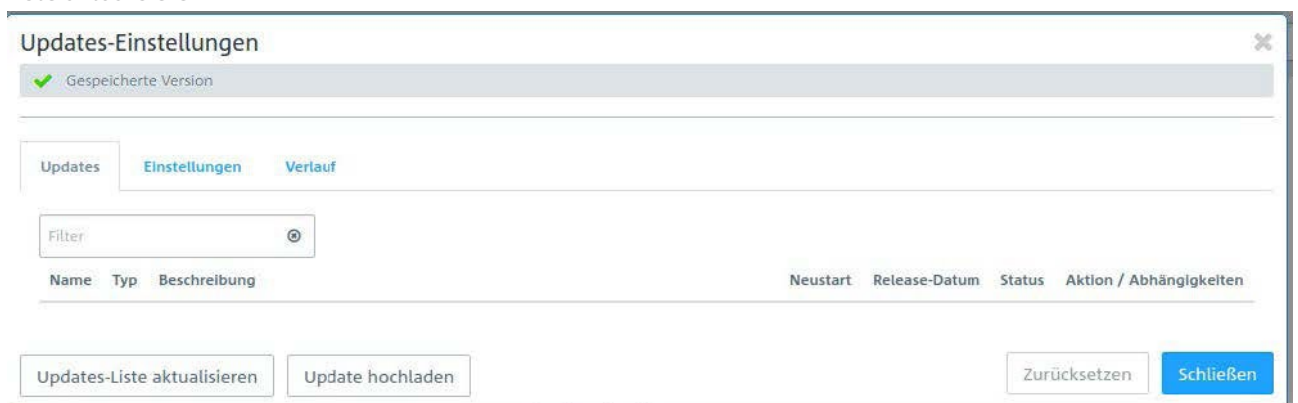 Updates-Einstellungen
Gespeicherte Version
Updates Einstellungen Verlauf
Filter
Name Typ Beschreibung Neustart Release-Datum Status Aktion / Abhängigkeiten
Updates-Liste aktualisieren Update hochladen Zurücksetzen Schließen